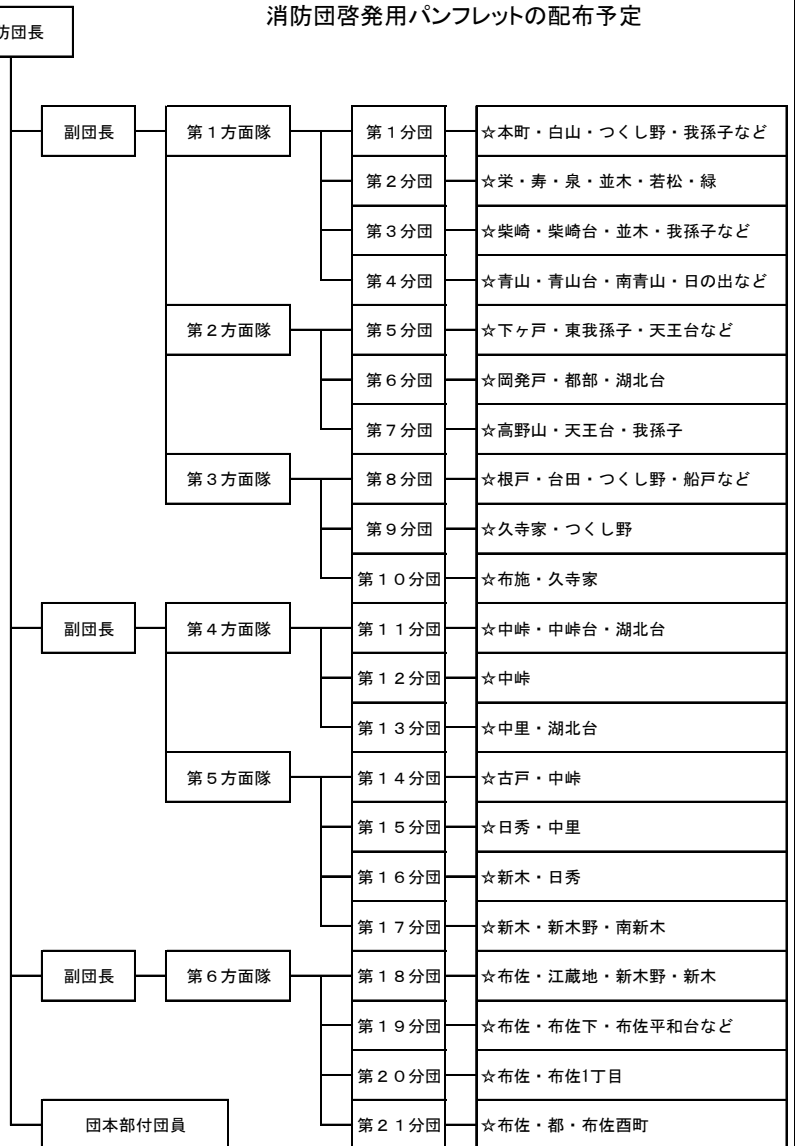 消防団啓発用パンフレットの配布予定
防団長
副団長 第１方面隊 第１分団 ☆本町・白山・つくし野・我孫子など
第２分団 ☆栄・寿・泉・並木・若松・緑
第３分団 ☆柴崎・柴崎台・並木・我孫子など
第４分団 ☆青山・青山台・南青山・日の出など
第２方面隊 第５分団 ☆下ヶ戸・東我孫子・天王台など
第６分団 ☆岡発戸・都部・湖北台
第７分団 ☆高野山・天王台・我孫子
第３方面隊 第８分団 ☆根戸・台田・つくし野・船戸など
第９分団 ☆久寺家・つくし野
第１０分団 ☆布施・久寺家
副団長 第４方面隊 第１１分団 ☆中峠・中峠台・湖北台
第１２分団 ☆中峠
第１３分団 ☆中里・湖北台
第５方面隊 第１４分団 ☆古戸・中峠
第１５分団 ☆日秀・中里
第１６分団 ☆新木・日秀
第１７分団 ☆新木・新木野・南新木
副団長 第６方面隊 第１８分団 ☆布佐・江蔵地・新木野・新木
第１９分団 ☆布佐・布佐下・布佐平和台など
第２０分団 ☆布佐・布佐1丁目
団本部付団員 第２１分団 ☆布佐・都・布佐酉町